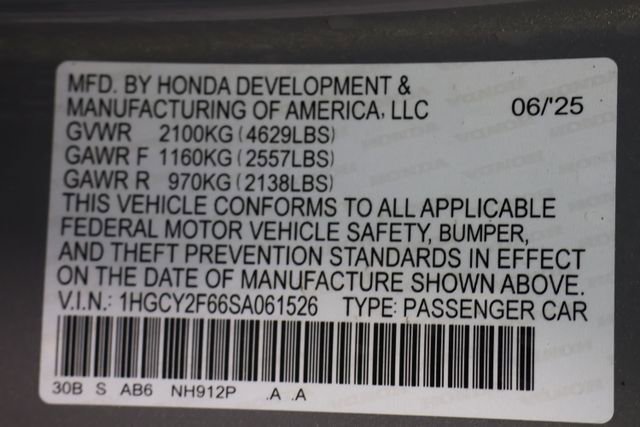 MFD. BY HONDA DEVELOPMENT &
MANUFACTURING OF AMERICA, LLC 06/'25
GVWR 2100KG (4629LBS)
GAWR F 1160KG (2557LBS)
GAWR R 970KG (2138LBS)
THIS VEHICLE CONFORMS TO ALL APPLICABLE
FEDERAL MOTOR VEHICLE SAFETY, BUMPER,
AND THEFT PREVENTION STANDARDS IN EFFECT
ON THE DATE OF MANUFACTURE SHOWN ABOVE.
V.I.N.: 1HGCY2F66SA061526 TYPE: PASSENGER CAR
30B S AB6 NH912P .A .A